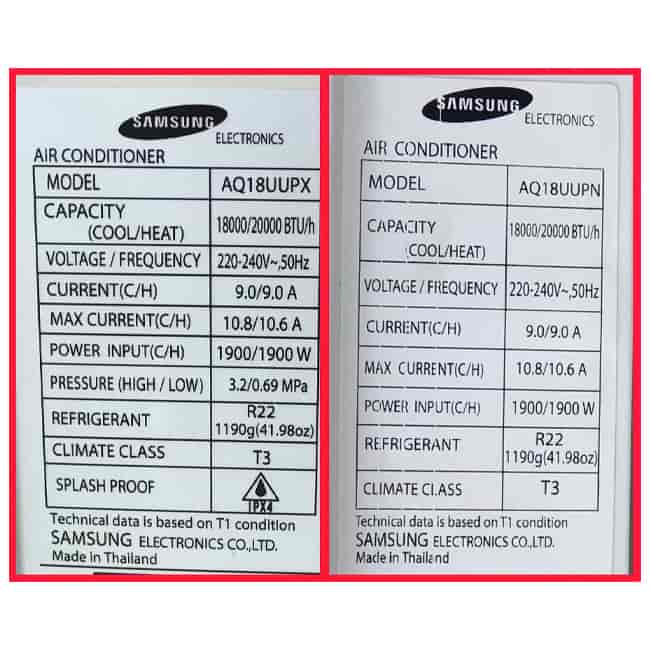 SAMSUNG
ELECTRONICS
AIR CONDITIONER
MODEL AQ18UUPX
CAPACITY
(COOL/HEAT) 18000/20000 BTU/h
VOLTAGE / FREQUENCY 220-240V~,50Hz
CURRENT(C/H) 9.0/9.0 A
MAX CURRENT(C/H) 10.8/10.6 A
POWER INPUT(C/H) 1900/1900 W
PRESSURE (HIGH / LOW) 3.2/0.69 MPa
REFRIGERANT R22
1190g(41.98oz)
CLIMATE CLASS T3
SPLASH PROOF IPX4
Technical data is based on T1 condition
SAMSUNG ELECTRONICS CO.,LTD.
Made in Thailand
SAMSUNG
ELECTRONICS
AIR CONDITIONER
MODEL AQ18UUPN
CAPACITY
(COOL/HEAT) 18000/20000 BTU/h
VOLTAGE / FREQUENCY 220-240V~,50Hz
CURRENT(C/H) 9.0/9.0 A
MAX CURRENT(C/H) 10.8/10.6 A
POWER INPUT(C/H) 1900/1900 W
REFRIGERANT R22
1190g(41.98oz)
CLIMATE CLASS T3
Technical data is based on T1 condition
SAMSUNG ELECTRONICS CO.,LTD.
Made in Thailand